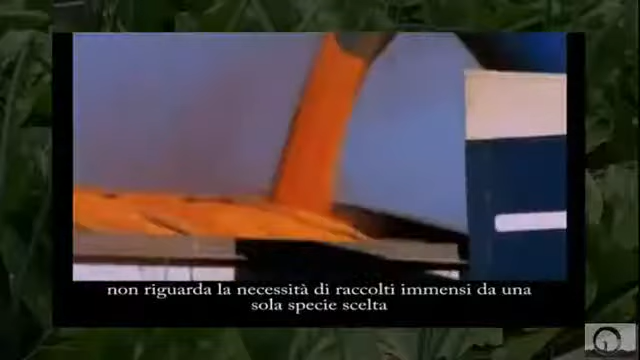 non riguarda la necessità di raccolti immensi da una
sola specie scelta